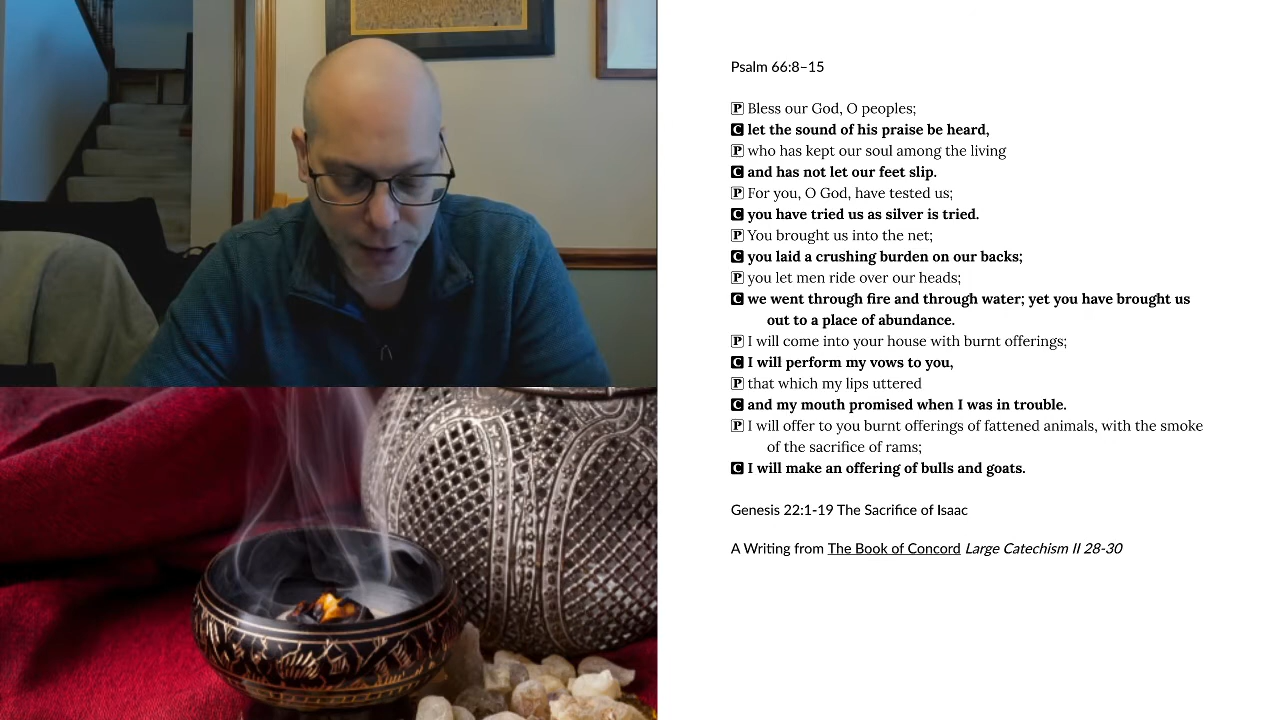 Psalm 66:8–15
P Bless our God, O peoples;
C let the sound of his praise be heard,
P who has kept our soul among the living
C and has not let our feet slip.
P For you, O God, have tested us;
C you have tried us as silver is tried.
P You brought us into the net;
C you laid a crushing burden on our backs;
P you let men ride over our heads;
C we went through fire and through water; yet you have brought us
out to a place of abundance.
P I will come into your house with burnt offerings;
C I will perform my vows to you,
P that which my lips uttered
C and my mouth promised when I was in trouble.
P I will offer to you burnt offerings of fattened animals, with the smoke
of the sacrifice of rams;
C I will make an offering of bulls and goats.
Genesis 22:1-19 The Sacrifice of Isaac
A Writing from The Book of Concord Large Catechism II 28-30